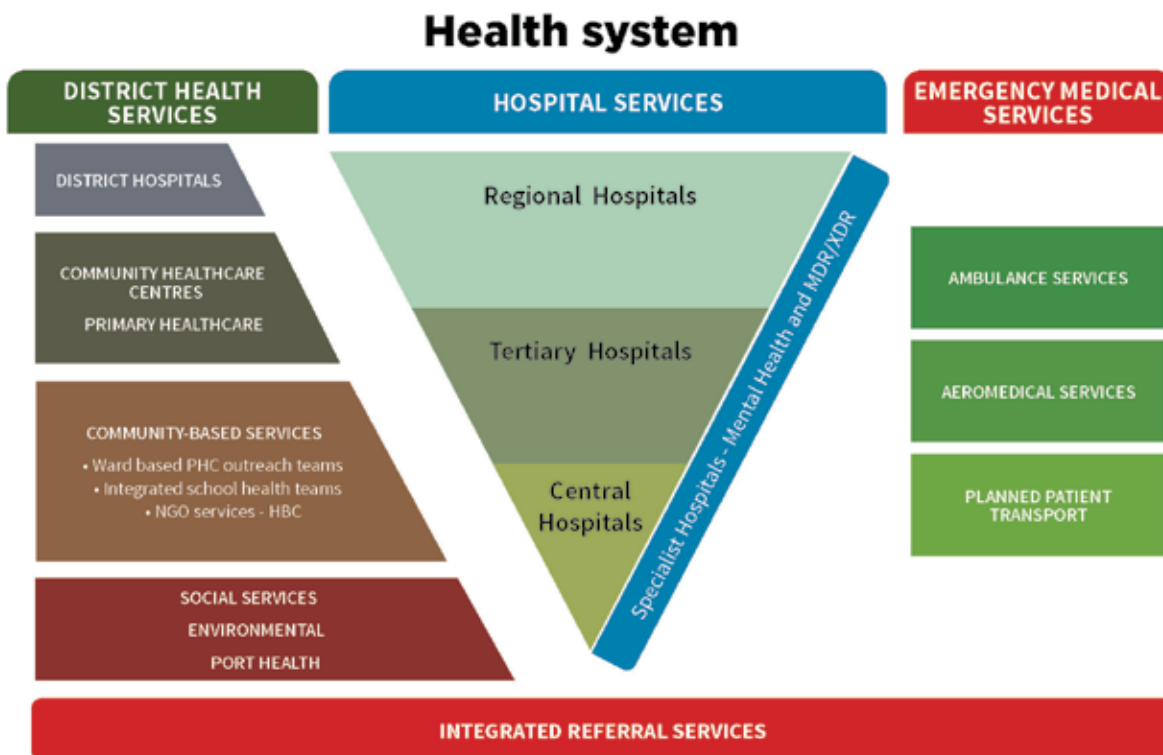 Health system
DISTRICT HEALTH
SERVICES
HOSPITAL SERVICES
EMERGENCY MEDICAL
SERVICES
DISTRICT HOSPITALS
COMMUNITY HEALTHCARE
CENTRES
PRIMARY HEALTHCARE
COMMUNITY-BASED SERVICES
• Ward based PHC outreach teams
• Integrated school health teams
• NGO services - HBC
SOCIAL SERVICES
ENVIRONMENTAL
PORT HEALTH
Regional Hospitals
Tertiary Hospitals
Central
Hospitals
Specialist Hospitals - Mental Health and MDR/XDR
AMBULANCE SERVICES
AEROMEDICAL SERVICES
PLANNED PATIENT
TRANSPORT
INTEGRATED REFERRAL SERVICES